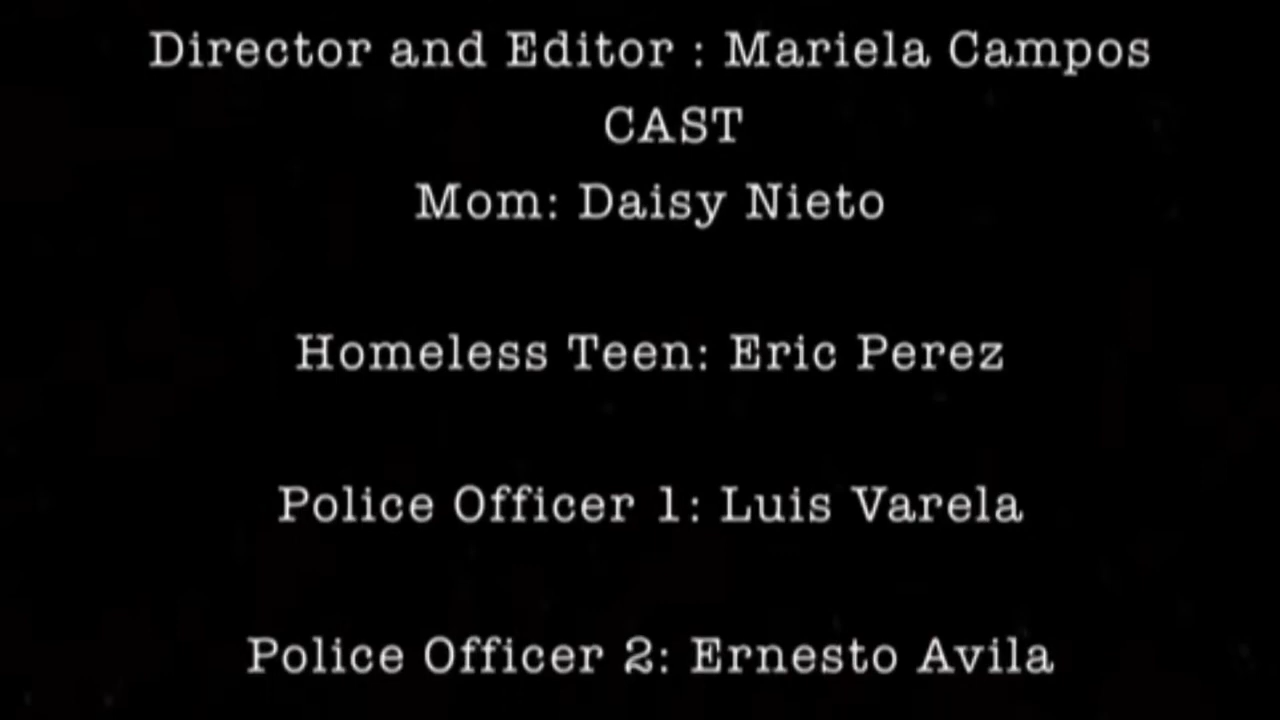 Director and Editor : Mariela Campos
CAST
Mom: Daisy Nieto
Homeless Teen: Eric Perez
Police Officer 1: Luis Varela
Police Officer 2: Ernesto Avila